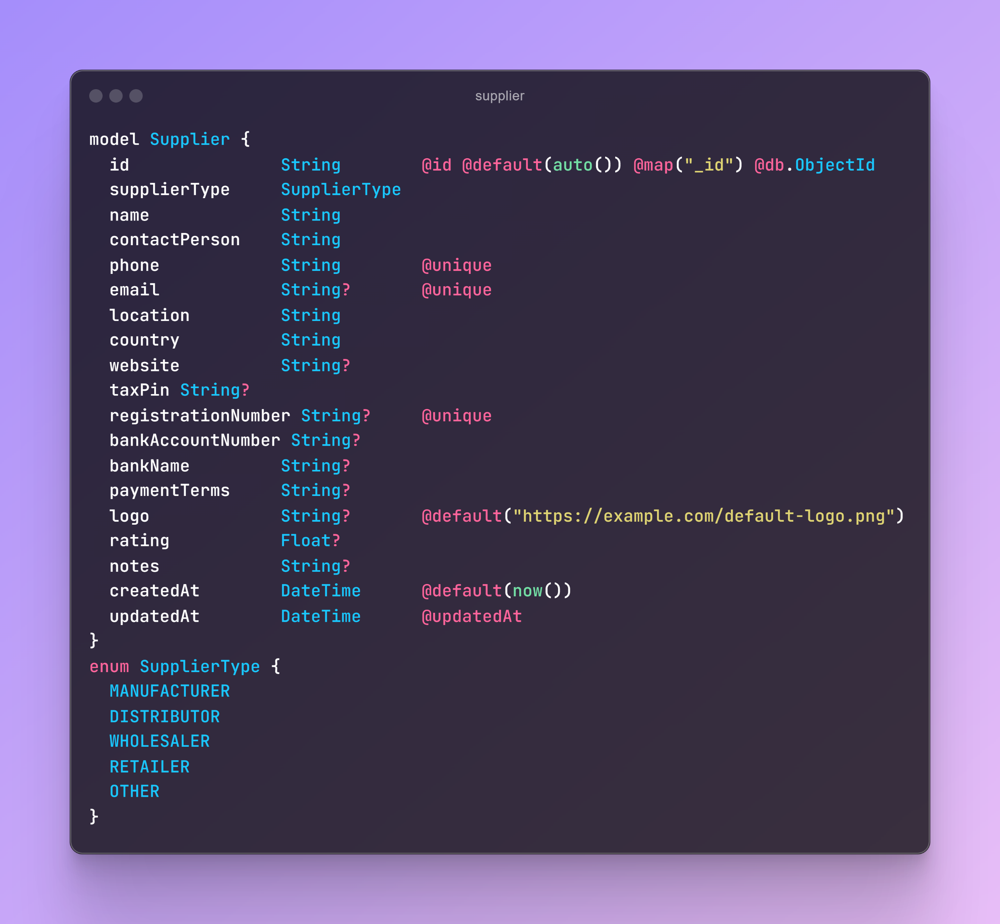 supplier
model Supplier {
  id               String        @id @default(auto()) @map("_id") @db.ObjectId
  supplierType     SupplierType
  name             String
  contactPerson    String
  phone            String        @unique
  email            String?       @unique
  location         String
  country          String
  website          String?
  taxPin String?
  registrationNumber String?     @unique
  bankAccountNumber String?
  bankName         String?
  paymentTerms     String?
  logo             String?       @default("https://example.com/default-logo.png")
  rating           Float?
  notes            String?
  createdAt        DateTime      @default(now())
  updatedAt        DateTime      @updatedAt
}
enum SupplierType {
  MANUFACTURER
  DISTRIBUTOR
  WHOLESALER
  RETAILER
  OTHER
}